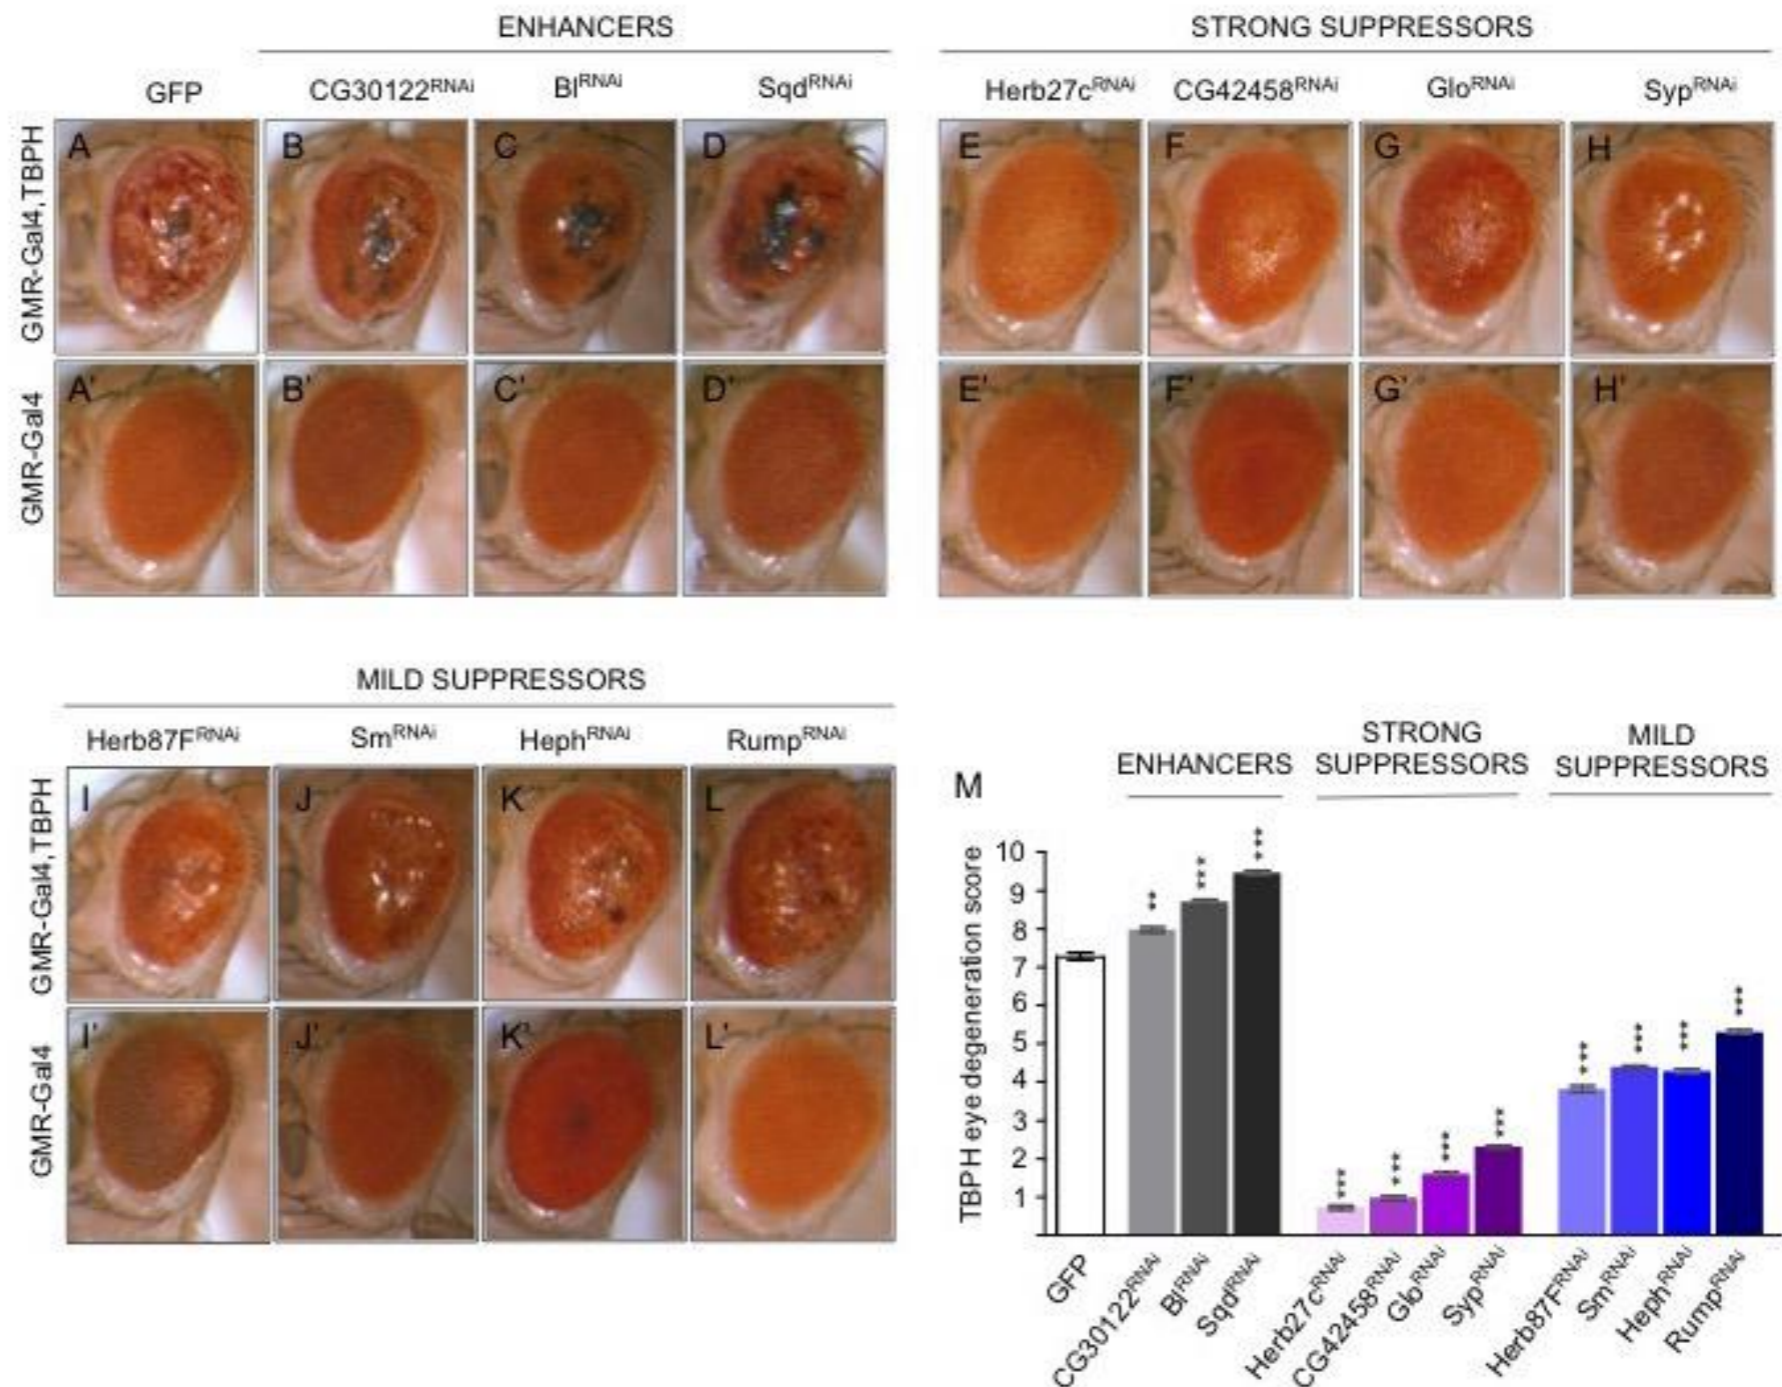 ENHANCERS
STRONG SUPPRESSORS
GFP
CG30122RNAi
BlRNAi
SqdRNAi
Herb27cRNAi
CG42458RNAi
GloRNAi
SypRNAi
GMR-Gal4,TBPH
A
B
C
D
E
F
G
H
GMR-Gal4
A'
B'
C'
D'
E'
F'
G'
H'
MILD SUPPRESSORS
Herb87FRNAi
SmRNAi
HephRNAi
RumpRNAi
GMR-Gal4,TBPH
I
J
K
L
GMR-Gal4
I'
J'
K'
L'
M
ENHANCERS
STRONG
SUPPRESSORS
MILD
SUPPRESSORS
TBPH eye degeneration score
10
9
8
7
6
5
4
3
2
1
**
***
***
***
***
***
***
***
***
***
***
GFP
CG30122RNAi
BlRNAi
SqdRNAi
Herb27cRNAi
CG42458RNAi
GloRNAi
SypRNAi
Herb87FRNAi
SmRNAi
HephRNAi
RumpRNAi